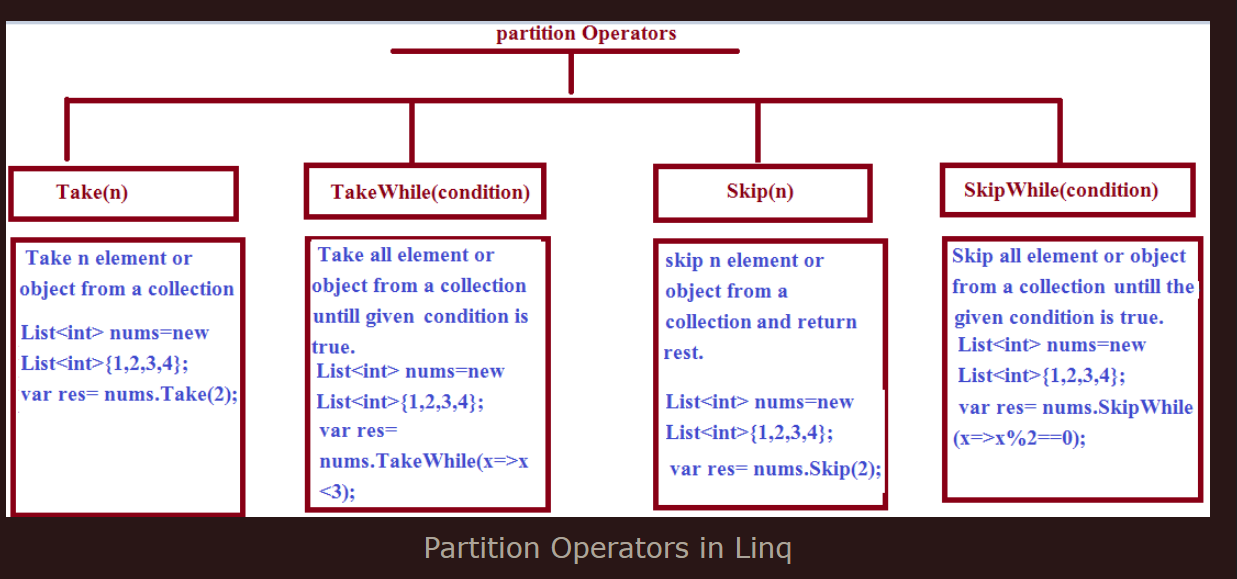 partition Operators
Take(n)
Take n element or
object from a collection
List<int> nums=new
List<int>{1,2,3,4};
var res= nums.Take(2);
TakeWhile(condition)
Take all element or
object from a collection
untill given condition is
true.
List<int> nums=new
List<int>{1,2,3,4};
var res=
nums.TakeWhile(x=>x
<3);
Skip(n)
skip n element or
object from a
collection and return
rest.
List<int> nums=new
List<int>{1,2,3,4};
var res= nums.Skip(2);
SkipWhile(condition)
Skip all element or object
from a collection untill the
given condition is true.
List<int> nums=new
List<int>{1,2,3,4};
var res= nums.SkipWhile
(x=>x%2==0);
Partition Operators in Linq